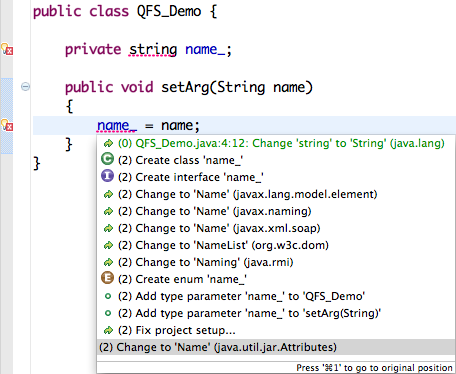 public class QFS_Demo {
private string name_;
public void setArg(String name)
{
name_ = name;
}
}
(0) QFS_Demo.java:4:12: Change 'string' to 'String' (java.lang)
(2) Create class 'name_'
(2) Create interface 'name_'
(2) Change to 'Name' (javax.lang.model.element)
(2) Change to 'Name' (javax.naming)
(2) Change to 'Name' (javax.xml.soap)
(2) Change to 'NameList' (org.w3c.dom)
(2) Change to 'Naming' (java.rmi)
(2) Create enum 'name_'
(2) Add type parameter 'name_' to 'QFS_Demo'
(2) Add type parameter 'name_' to 'setArg(String)'
(2) Fix project setup...
(2) Change to 'Name' (java.util.jar.Attributes)
Press '⌘1' to go to original position